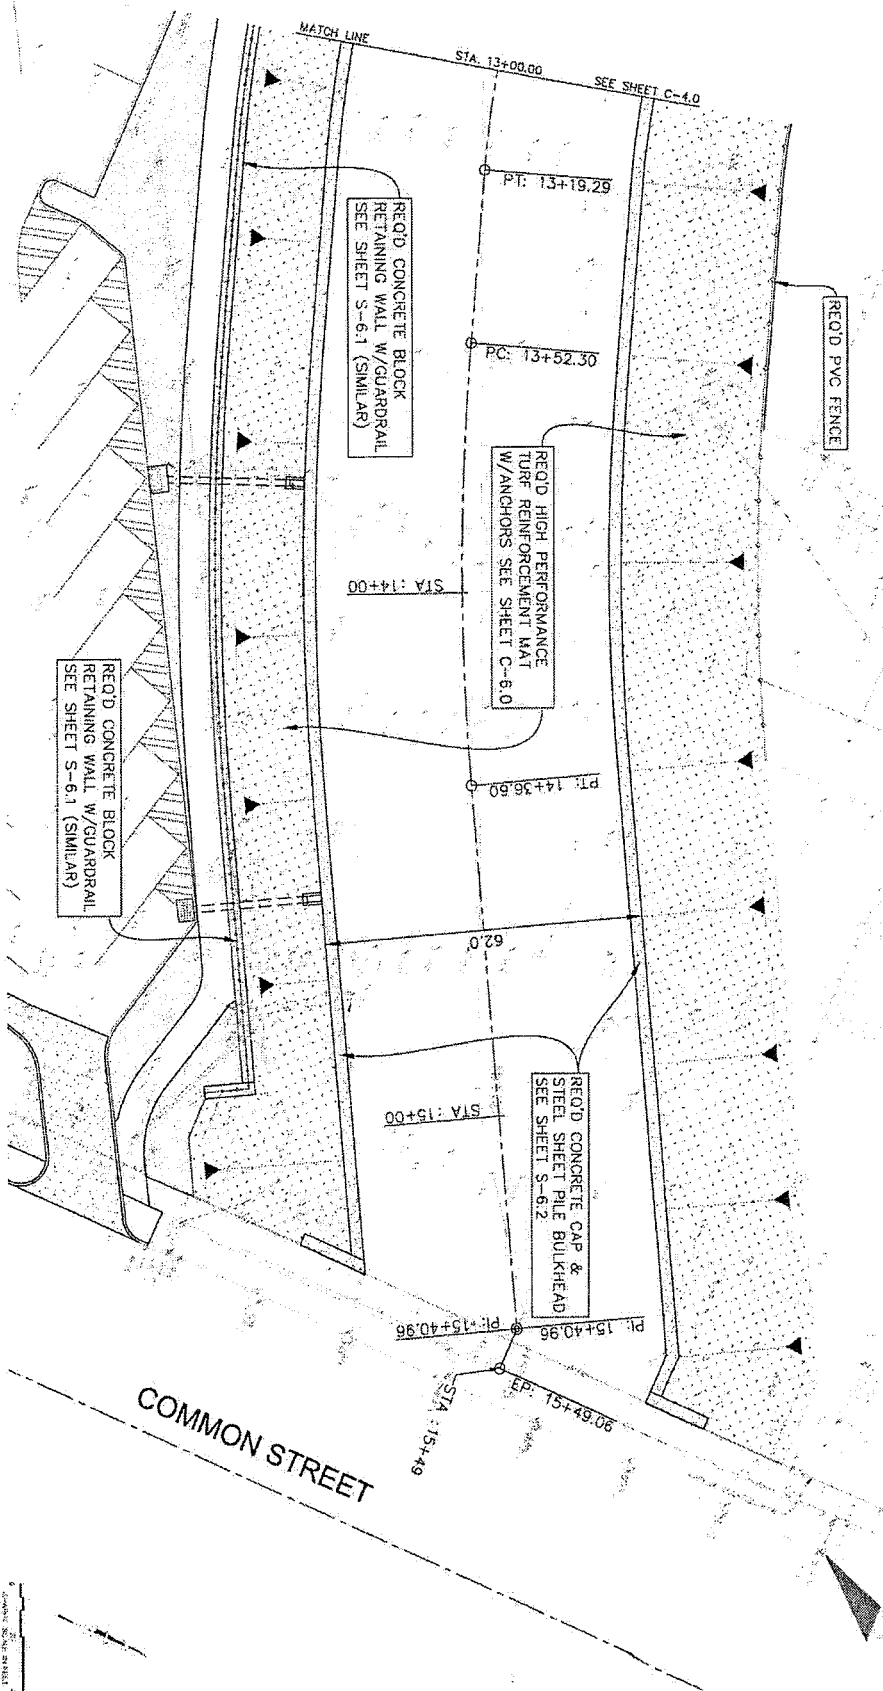 MATCH LINE
STA. 13+00.00
SEE SHEET C-4.0
PT: 13+19.29
REQ'D CONCRETE BLOCK
RETAINING WALL W/GUARDRAIL
SEE SHEET S-6.1 (SIMILAR)
REQ'D PVC FENCE
PC: 13+52.30
REQ'D HIGH PERFORMANCE
TURF REINFORCEMENT MAT
W/ANCHORS SEE SHEET C-6.0
STA :14+00
REQ'D CONCRETE BLOCK
RETAINING WALL W/GUARDRAIL
SEE SHEET S-6.1 (SIMILAR)
PT: 14+36.60
62.0'
REQ'D CONCRETE CAP &
STEEL SHEET PILE BULKHEAD
SEE SHEET S-6.2
STA :15+00
PI: 15+40.96
PI: 15+40.96
EP: 15+49.06
STA :15+49
COMMON STREET